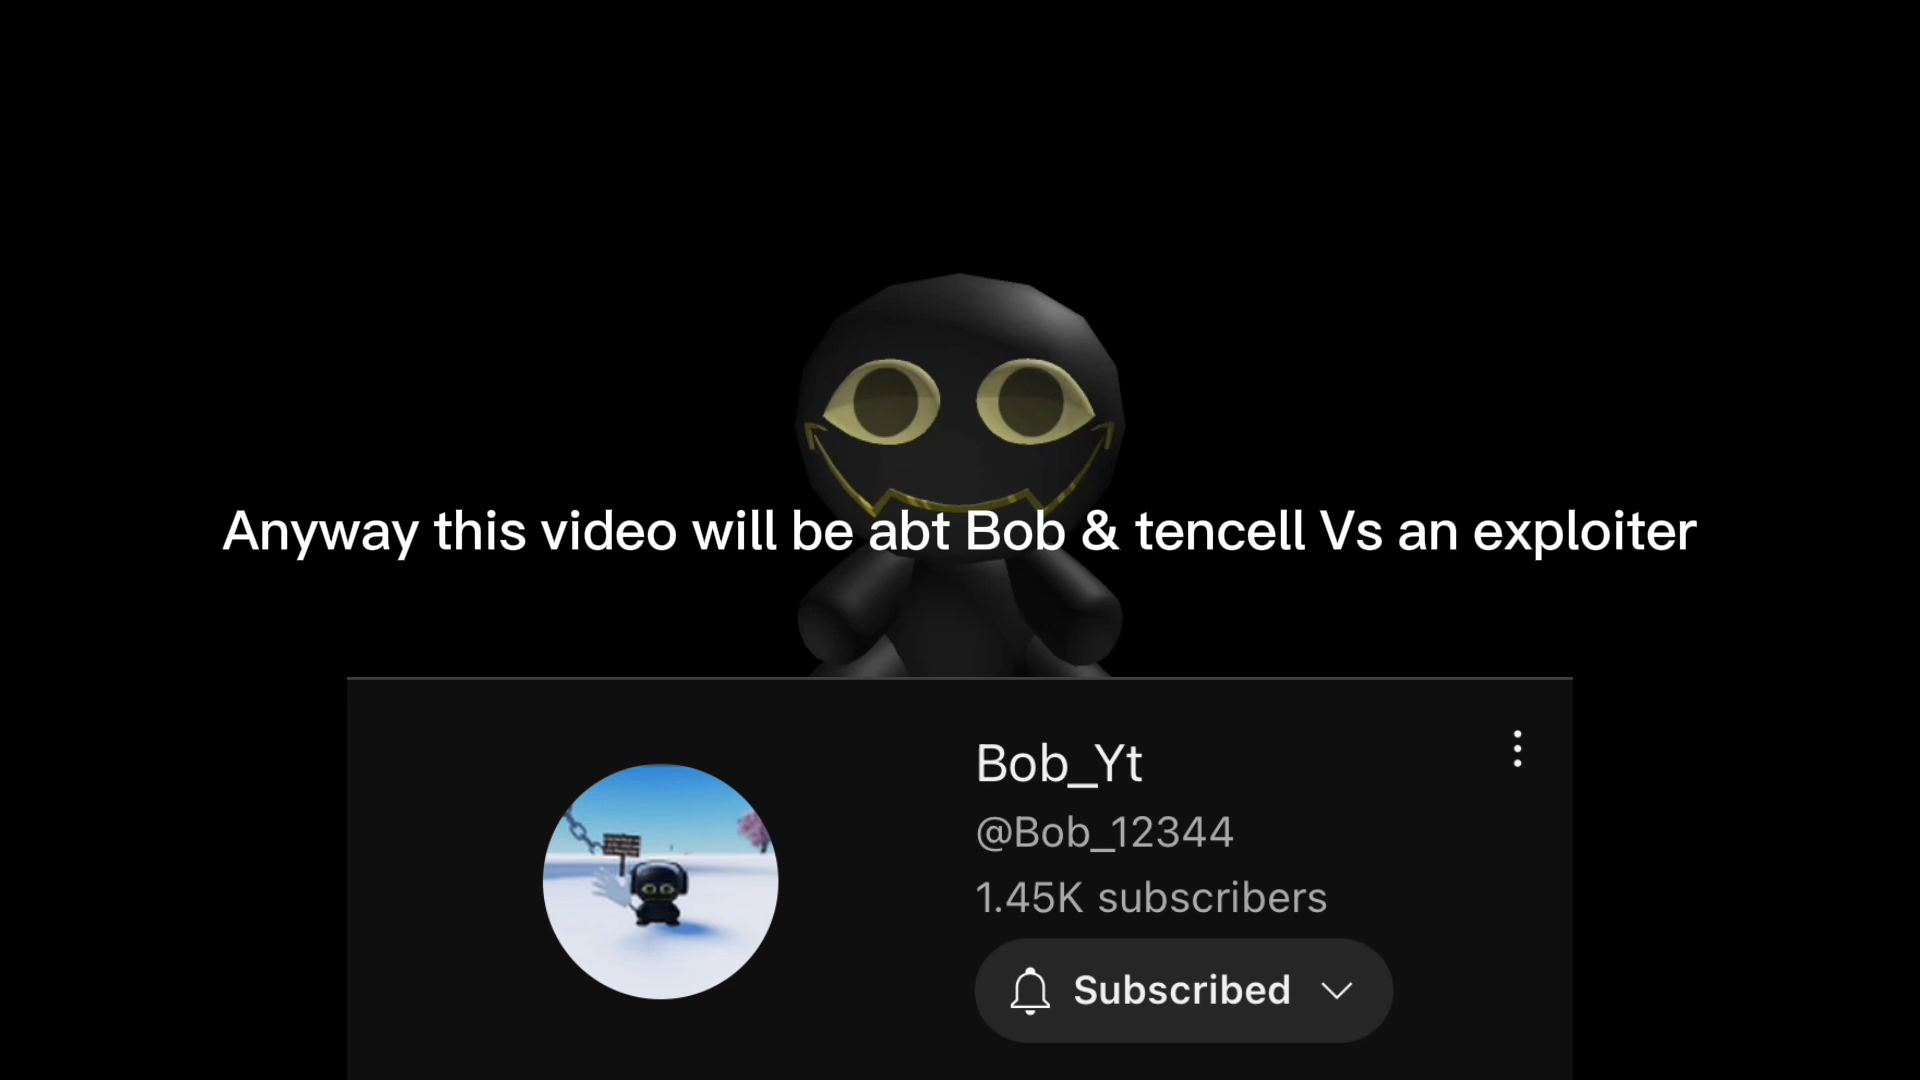 Anyway this video will be abt Bob & tencell Vs an exploiter
Bob_Yt
@Bob_12344
1.45K subscribers
Subscribed